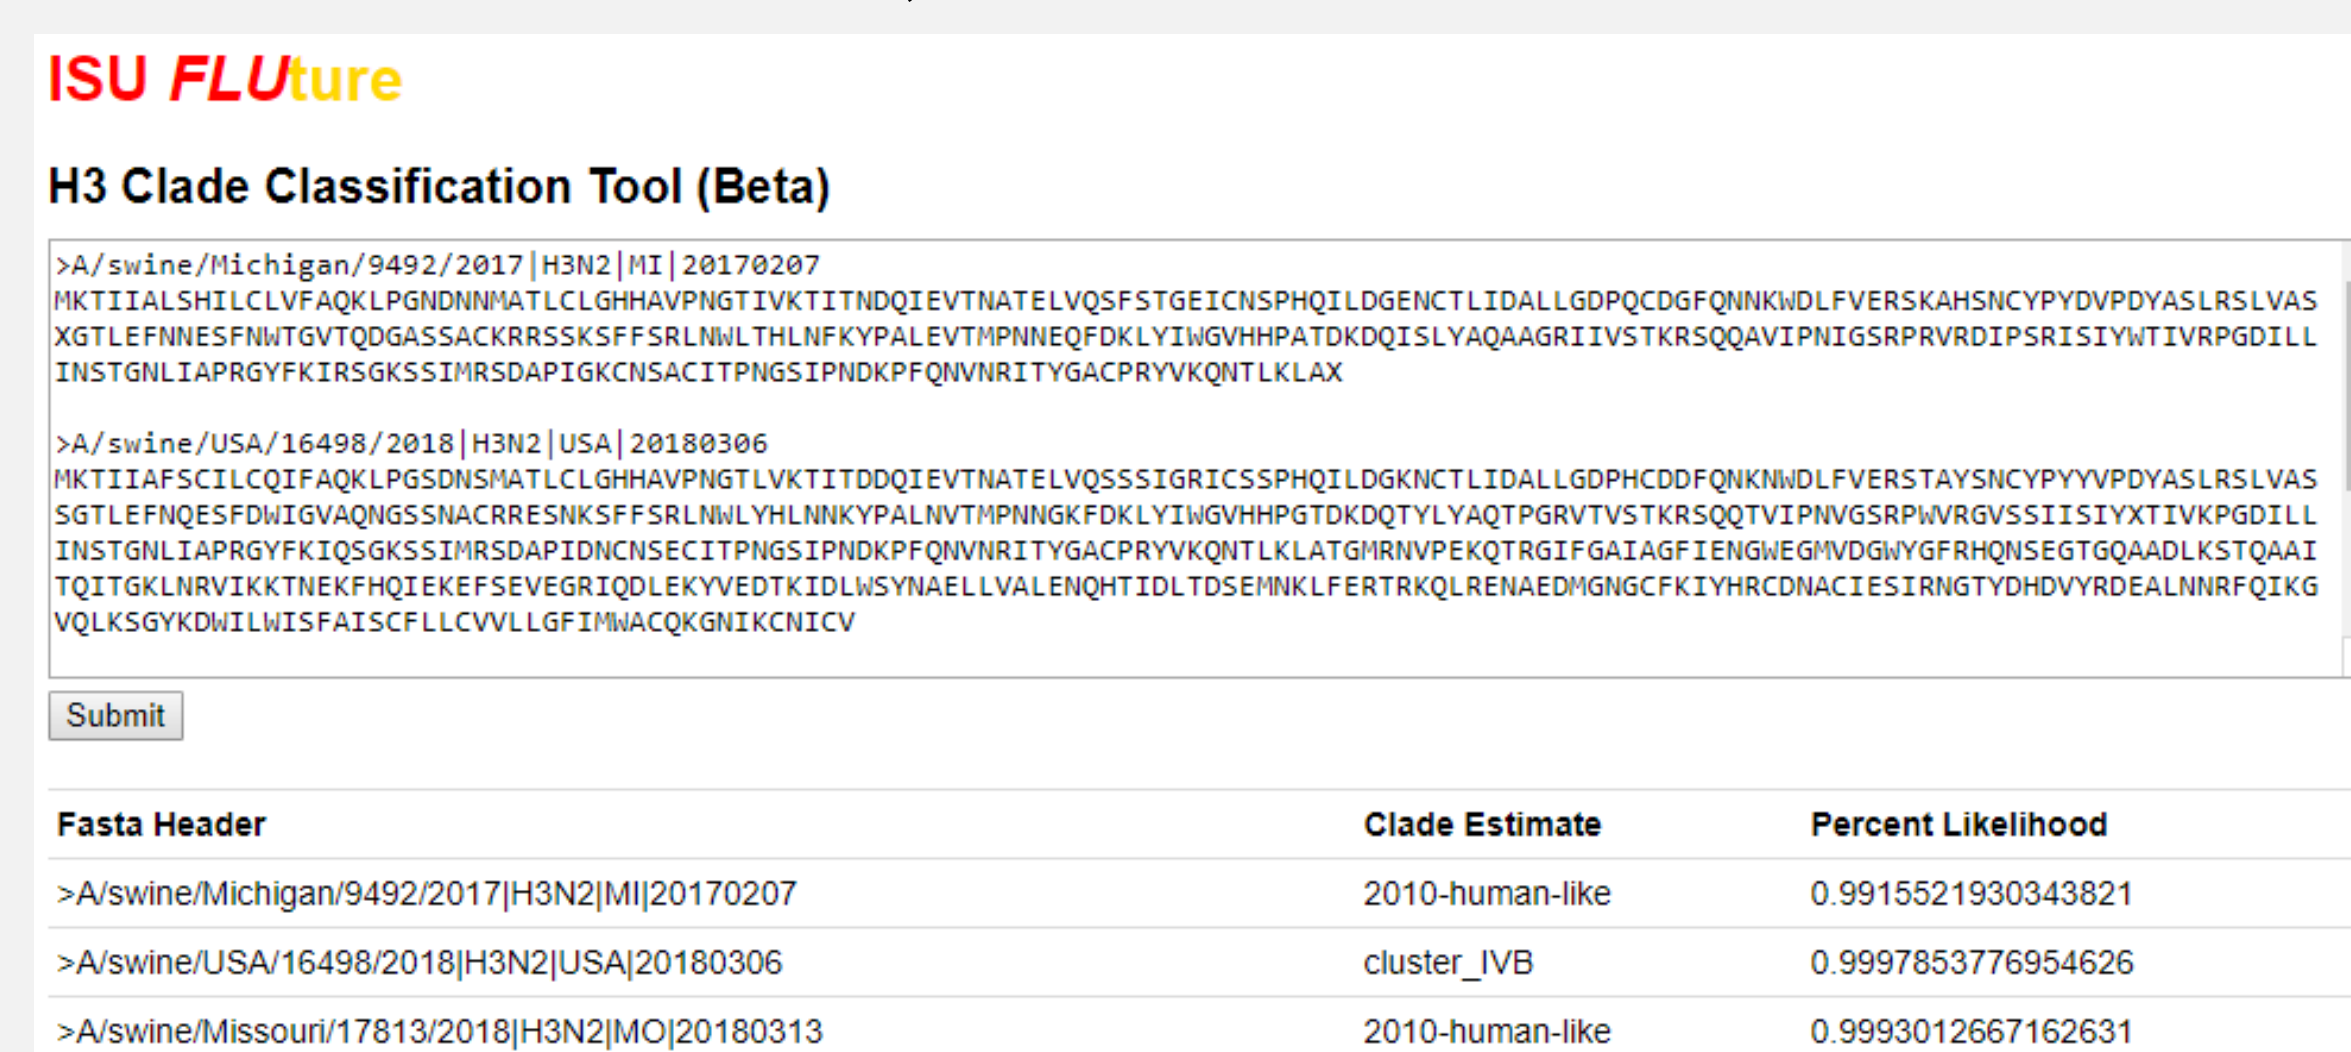 ISU FLUture
H3 Clade Classification Tool (Beta)
>A/swine/Michigan/9492/2017|H3N2|MI|20170207
MKTIIALSHILCLVFAQKLPGNDNNMATLCLGHHAVPNGTIVKTITNDQIEVTNATELVQSFSTGEICNSPHQILDGENCTLIDALLGDPQCDGFQNNKWDLFVERSKAHSNCYPYDVPDYASLRSLVAS
XGTLEFNNESFNWTGVTQDGASSACKRRSSKSFFSRLNWLTHLNFKYPALEVTMPNNEQFDKLYIWGVHHPATDKDQISLYAQAAGRIIVSTKRSQQAVIPNIGSRPRVRDIPSRISIYWTIVRPGDILL
INSTGNLIAPRGYFKIRSGKSSIMRSDAPIGKCNSACITPNGSIPNDKPFQNVNRITYGACPRYVKQNTLKLAX
>A/swine/USA/16498/2018|H3N2|USA|20180306
MKTIIAFSCILCQIFAQKLPGSDNSMATLCLGHHAVPNGTLVKTITDDQIEVTNATELVQSSSIGRICSSPHQILDGKNCTLIDALLGDPHCDDFQNKNWDLFVERSTAYSNCYPYYVPDYASLRSLVAS
SGTLEFNQESFDWIGVAQNGSSNACRRESNKSFFSRLNWLYHLNNKYPALNVTMPNNGKFDKLYIWGVHHPGTDKDQTYLYAQTPGRVTVSTKRSQQTVIPNVGSRPWVRGVSSIISIYXTIVKPGDILL
INSTGNLIAPRGYFKIQSGKSSIMRSDAPIDNCNSECITPNGSIPNDKPFQNVNRITYGACPRYVKQNTLKLATGMRNVPEKQTRGIFGAIAGFIENGWEGMVDGWYGFRHQNSEGTGQAADLKSTQAAI
TQITGKLNRVIKKTNEKFHQIEKEFSEVEGRIQDLEKYVEDTKIDLWSYNAELLVALENQHTIDLTDSEMNKLFERTRKQLRENAEDMGNGCFKIYHRCDNACIESIRNGTYDHDVYRDEALNNRFQIKG
VQLKSGYKDWILWISFAISCFLLCVVLLGFIMWACQKGNIKCNICV
Submit
Fasta Header Clade Estimate Percent Likelihood
>A/swine/Michigan/9492/2017|H3N2|MI|20170207 2010-human-like 0.9915521930343821
>A/swine/USA/16498/2018|H3N2|USA|20180306 cluster_IVB 0.9997853776954626
>A/swine/Missouri/17813/2018|H3N2|MO|20180313 2010-human-like 0.9993012667162631